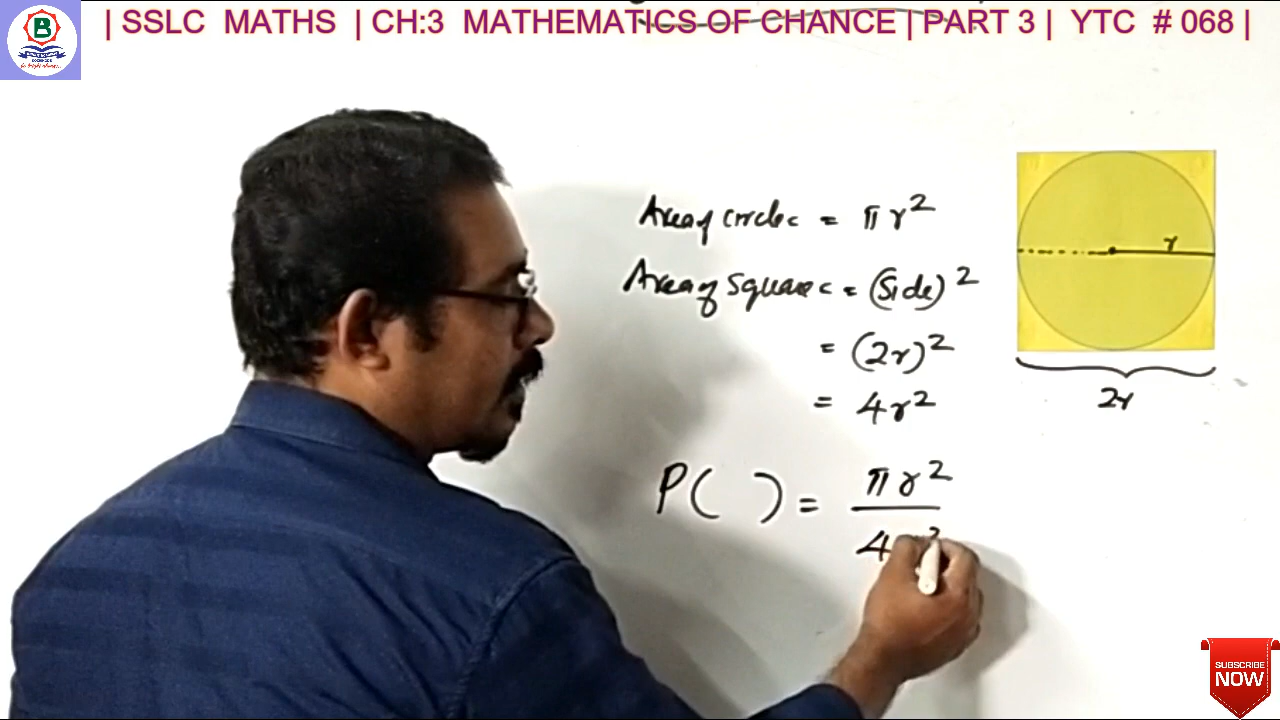 | SSLC MATHS | CH:3 MATHEMATICS OF CHANCE | PART 3 | YTC # 068 |
B
Area of circle = πr²
Area of square = (Side)²
= (2r)²
= 4r²
P( ) = πr²
4 ²
r
2r
SUBSCRIBE
NOW